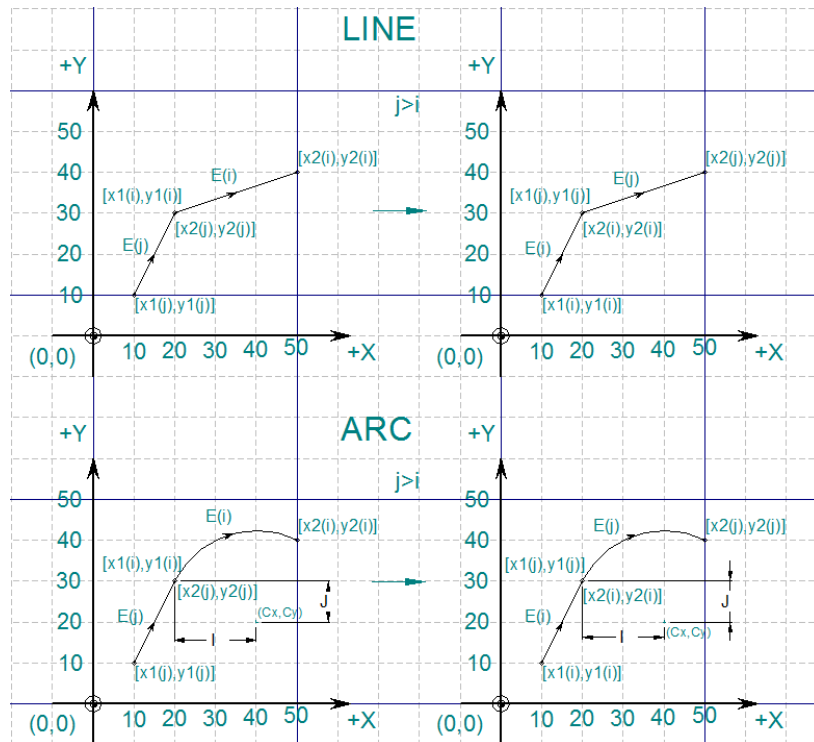 LINE
+Y
+Y
j>i
50
50
[x2(i),y2(i)]
[x2(j),y2(j)]
40
40
E(i)
E(j)
[x1(i),y1(i)]
[x1(j),y1(j)]
30
30
[x2(j),y2(j)]
[x2(i),y2(i)]
E(j)
E(i)
20
20
10
10
[x1(j),y1(j)]
[x1(i),y1(i)]
(0,0)
10 20 30 40 50 +X
(0,0)
10 20 30 40 50 +X
ARC
+Y
+Y
j>i
50
50
E(i)
E(j)
[x2(i),y2(i)]
[x2(j),y2(j)]
40
40
[x1(i),y1(i)]
[x1(j),y1(j)]
30
30
[x2(j),y2(j)]
[x2(i),y2(i)]
J
J
(Cx,Cy)
(Cx,Cy)
E(j)
E(i)
20
20
I
I
10
10
[x1(j),y1(j)]
[x1(i),y1(i)]
(0,0)
10 20 30 40 50 +X
(0,0)
10 20 30 40 50 +X